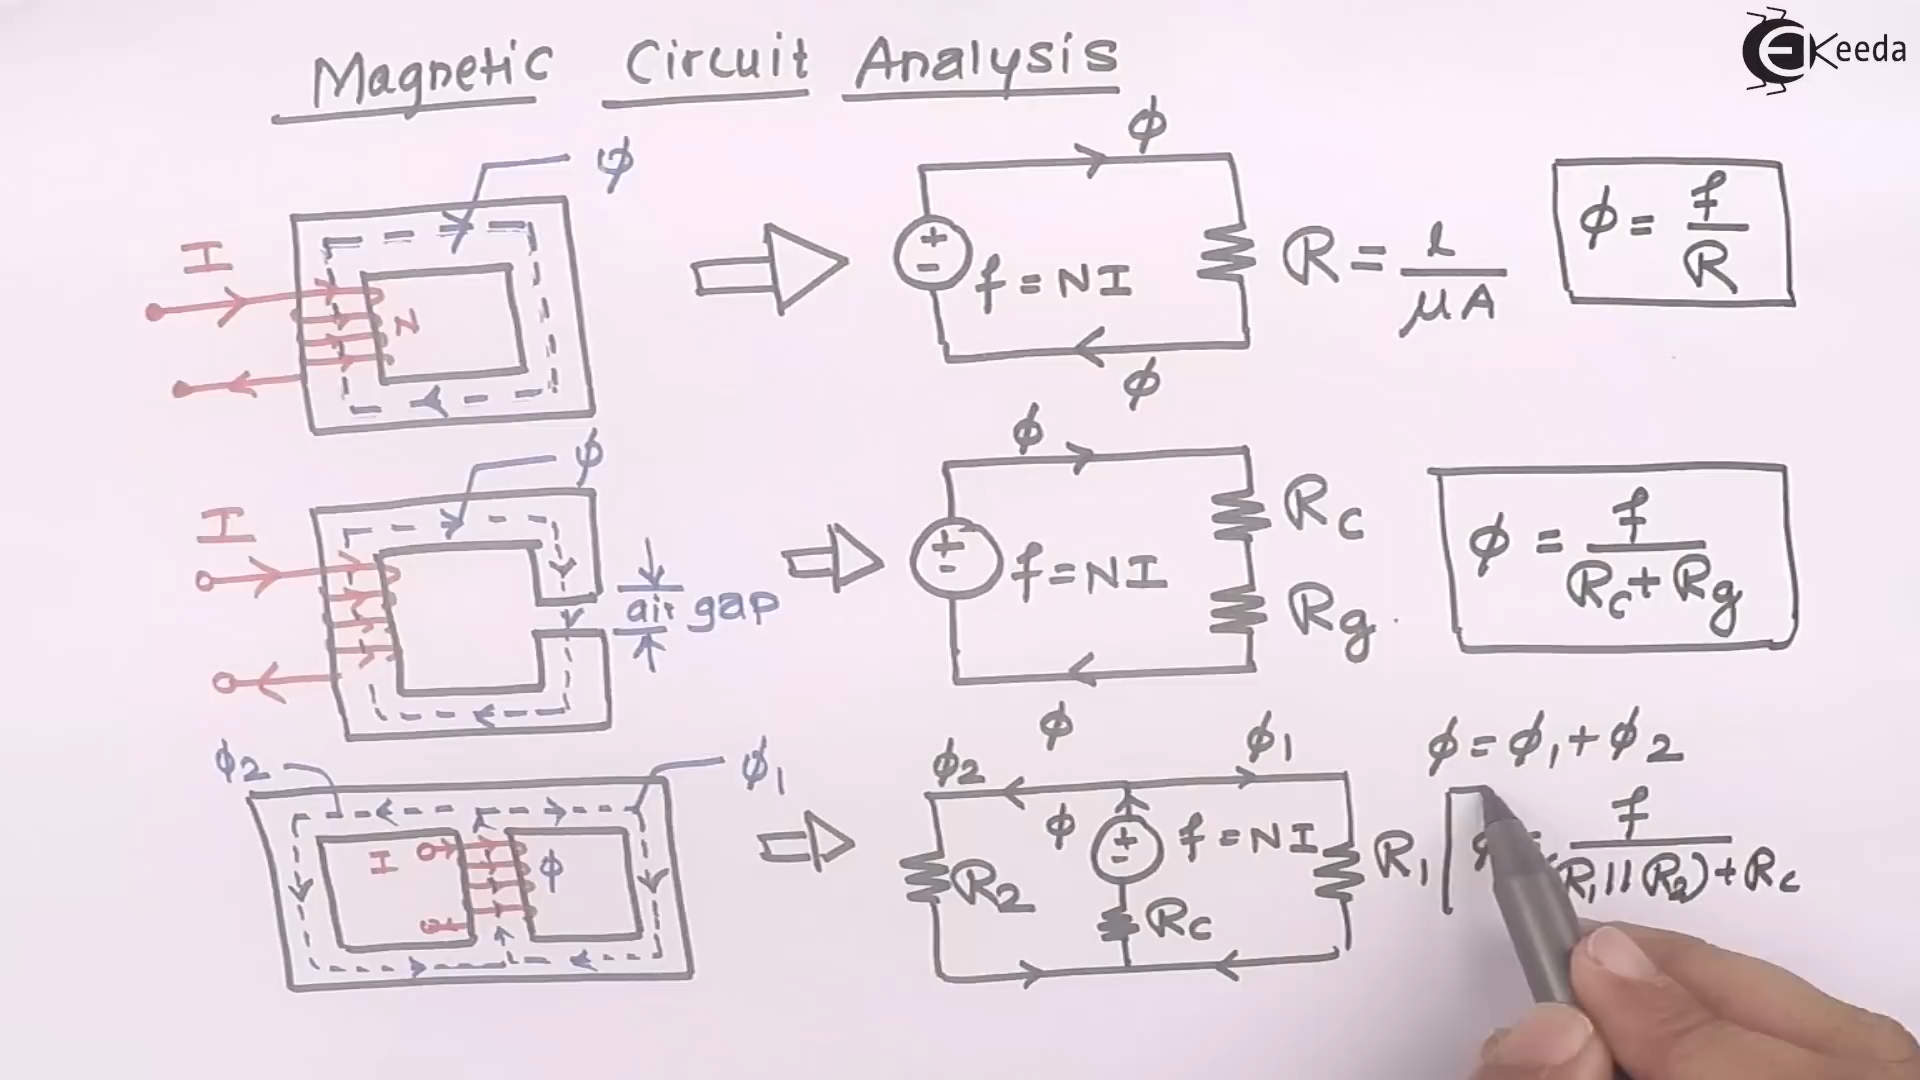 Magnetic Circuit Analysis
EKeeda
ϕ
I
N
f = NI
ϕ
ϕ
R = l / μA
ϕ = f / R
ϕ
I
air gap
ϕ
f = NI
Rc
Rg
ϕ
ϕ = f / (Rc + Rg)
ϕ2
ϕ1
I
ϕ
ϕ2
ϕ1
ϕ
f = NI
R2
Rc
R1
ϕ = ϕ1 + ϕ2
= f / (R1 || R2) + Rc